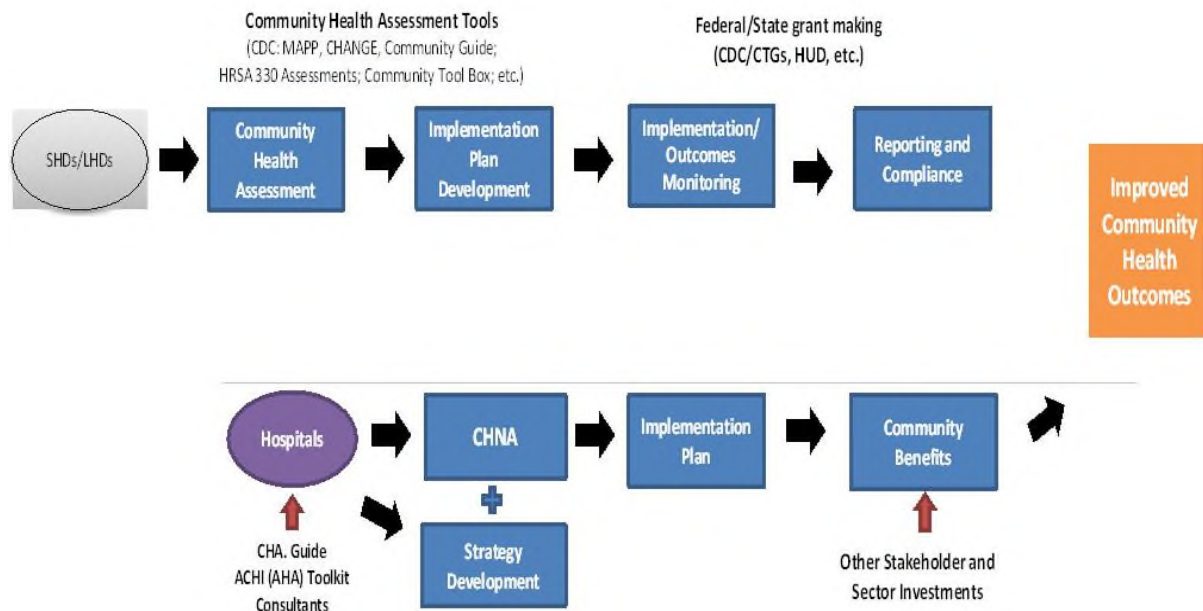 Community Health Assessment Tools
(CDC: MAPP, CHANGE, Community Guide;
HRSA 330 Assessments; Community Tool Box; etc.)
Federal/State grant making
(CDC/CTGs, HUD, etc.)
SHDs/LHDs
Community
Health
Assessment
Implementation
Plan
Development
Implementation/
Outcomes
Monitoring
Reporting and
Compliance
Improved
Community
Health
Outcomes
Hospitals
CHNA
Implementation
Plan
Community
Benefits
Strategy
Development
CHA. Guide
ACHI (AHA) Toolkit
Consultants
Other Stakeholder and
Sector Investments